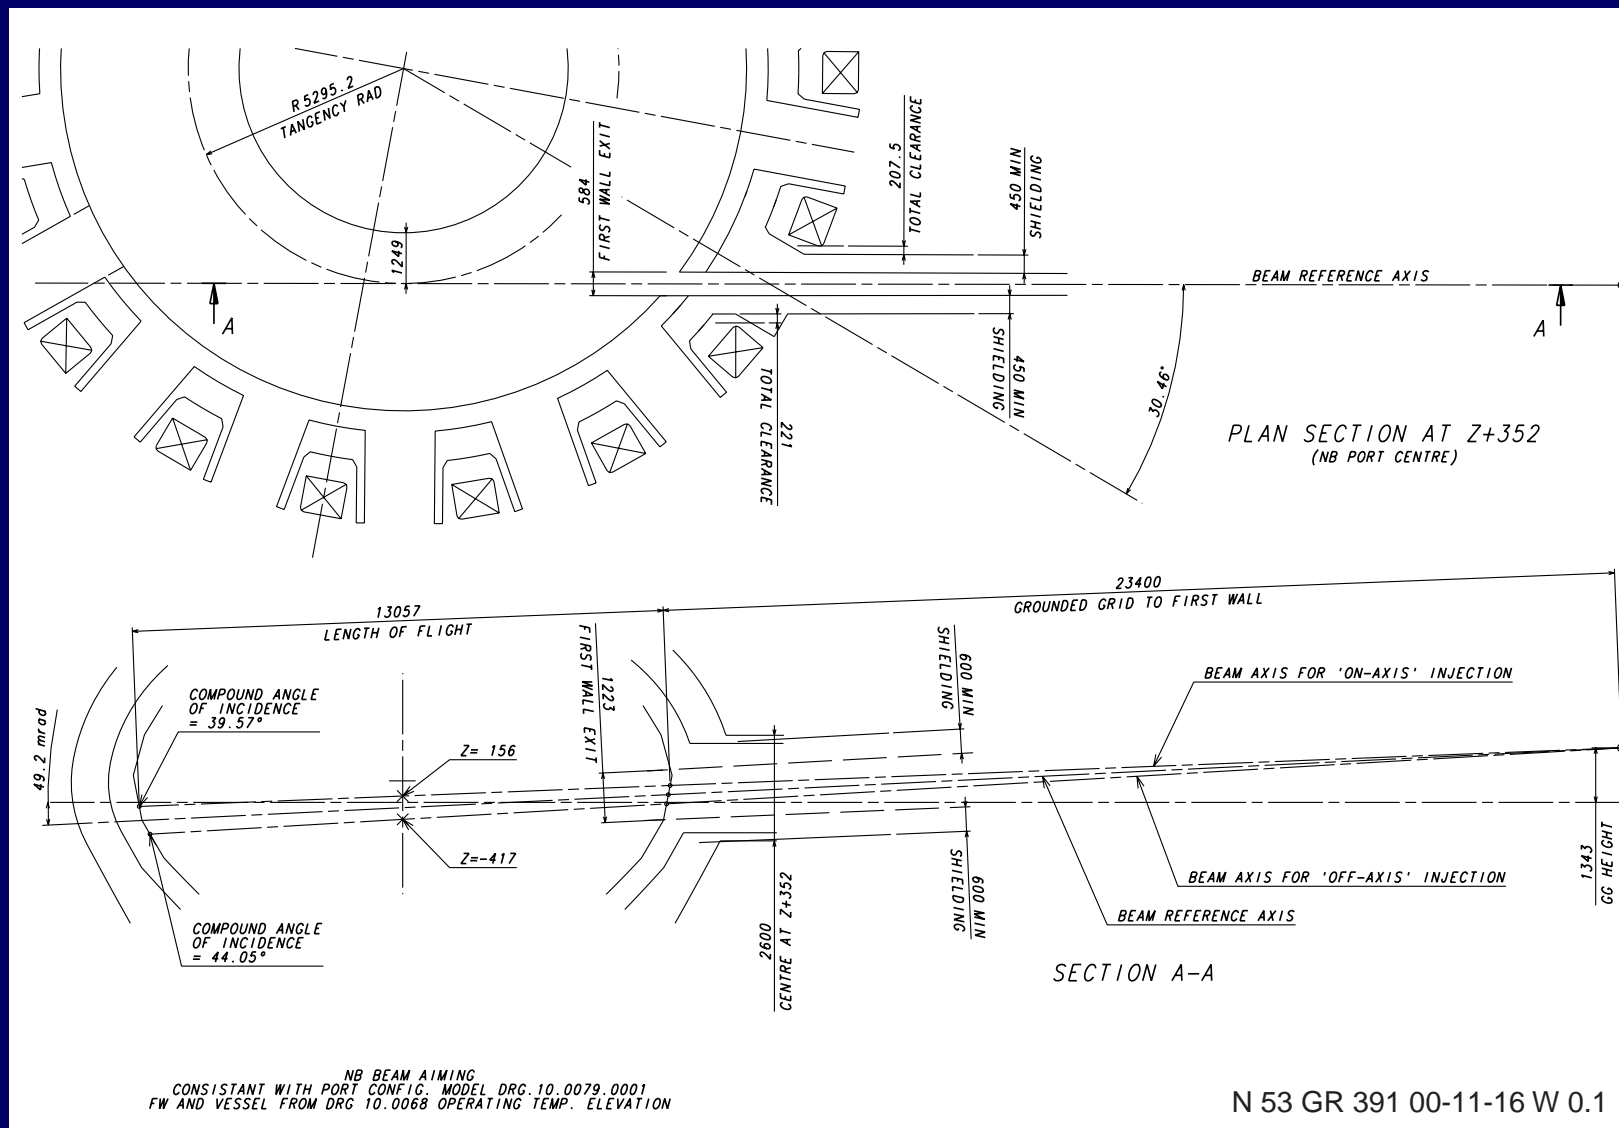 R 5295.2
TANGENCY RAD
1249
584
FIRST WALL EXIT
207.5
TOTAL CLEARANCE
450 MIN
SHIELDING
BEAM REFERENCE AXIS
A
A
450 MIN
SHIELDING
221
TOTAL CLEARANCE
30.46°
PLAN SECTION AT Z+352
(NB PORT CENTRE)
23400
GROUNDED GRID TO FIRST WALL
13057
LENGTH OF FLIGHT
1223
FIRST WALL EXIT
600 MIN
SHIELDING
BEAM AXIS FOR 'ON-AXIS' INJECTION
COMPOUND ANGLE
OF INCIDENCE
= 39.57°
49.2 mrad
Z= 156
Z=-417
600 MIN
SHIELDING
1343
GG HEIGHT
BEAM AXIS FOR 'OFF-AXIS' INJECTION
BEAM REFERENCE AXIS
COMPOUND ANGLE
OF INCIDENCE
= 44.05°
2600
CENTRE AT Z+352
SECTION A-A
NB BEAM AIMING
CONSISTANT WITH PORT CONFIG. MODEL DRG.10.0079.0001
FW AND VESSEL FROM DRG 10.0068 OPERATING TEMP. ELEVATION
N 53 GR 391 00-11-16 W 0.1